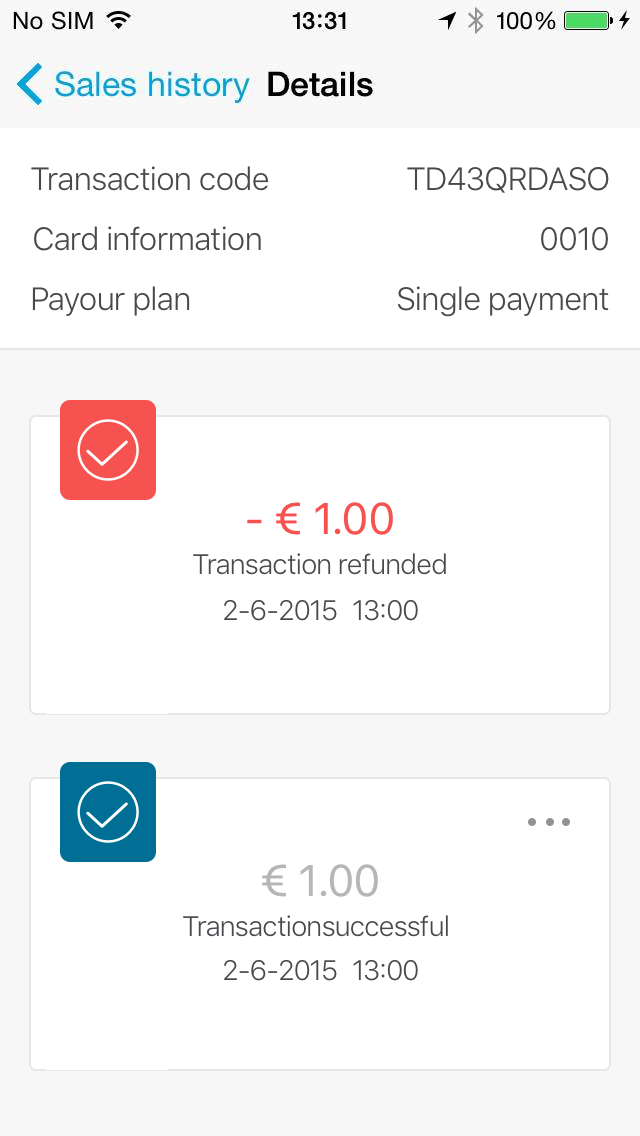 No SIM 13:31 100%
Sales history Details
Transaction code TD43QRDASO
Card information 0010
Payour plan Single payment
- € 1.00
Transaction refunded
2-6-2015 13:00
€ 1.00
Transactionsuccessful
2-6-2015 13:00